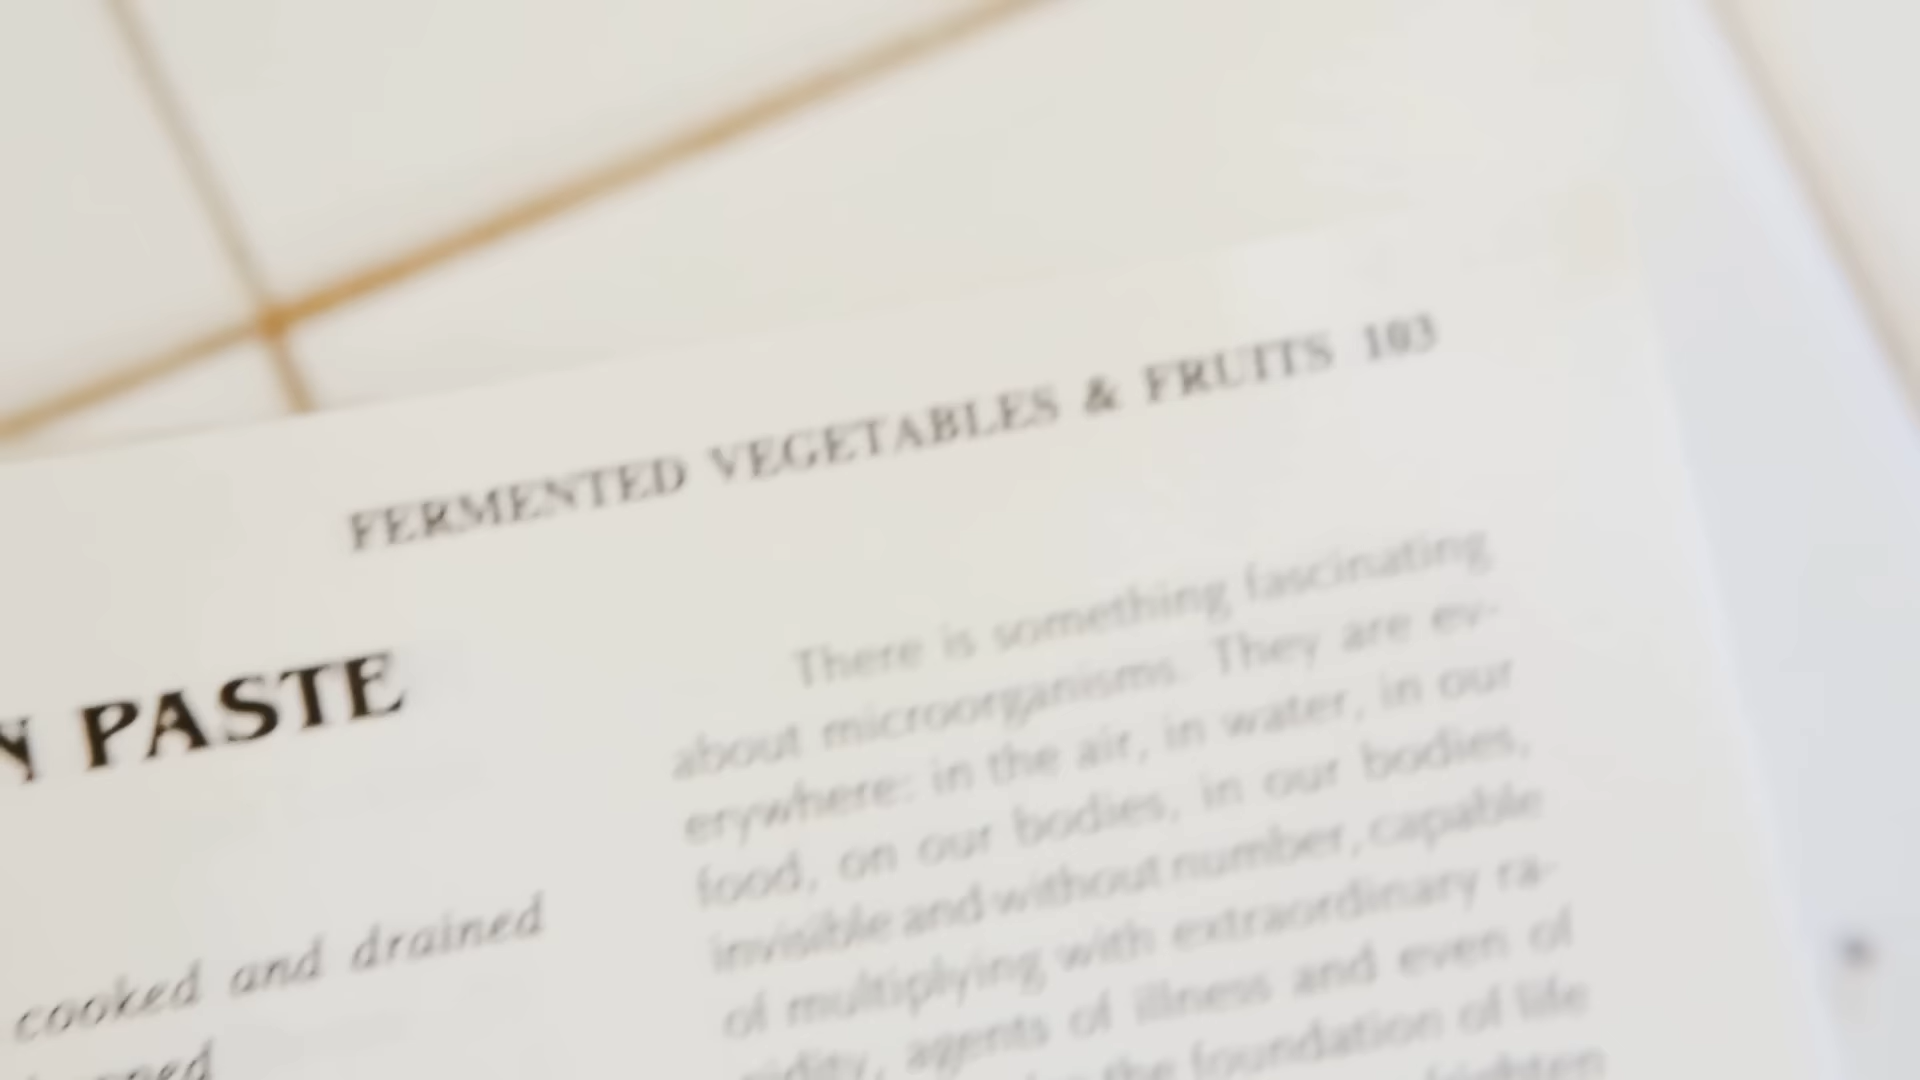 FERMENTED VEGETABLES & FRUITS 103
PASTE
cooked and drained
There is something fascinating
about microorganisms. They are ev-
erywhere: in the air, in water, in our
food, on our bodies, in our bodies,
invisible and without number, capable
of multiplying with extraordinary ra-
pidity, agents of illness and even of
the foundation of life